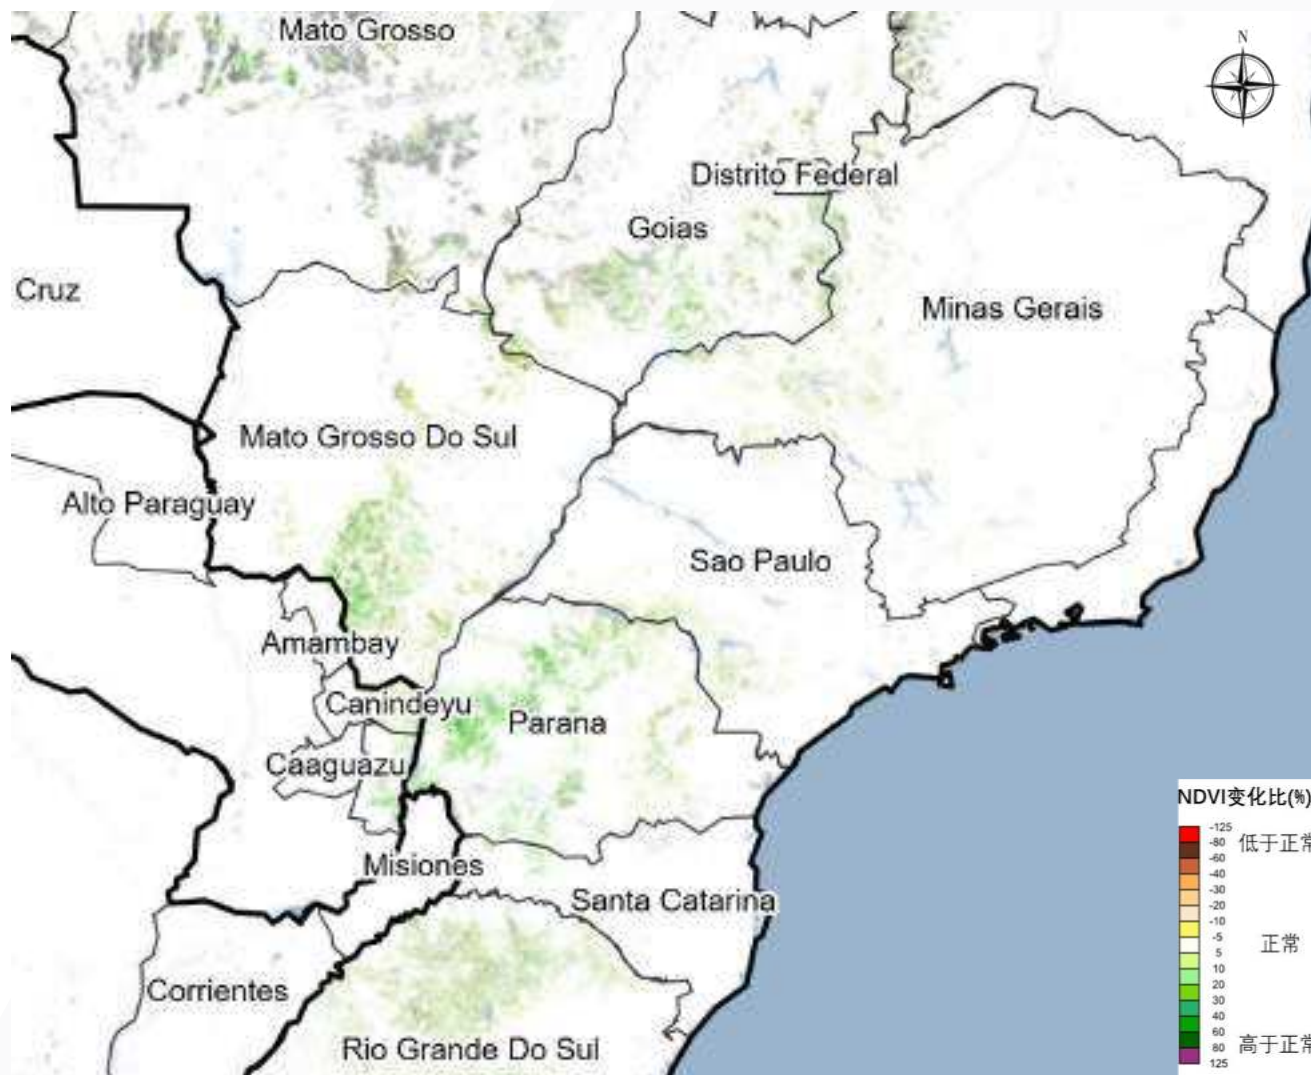 Mato Grosso
N
Distrito Federal
Goias
Cruz
Minas Gerais
Mato Grosso Do Sul
Alto Paraguay
Sao Paulo
Amambay
Canindeyu
Parana
Caaguazu
Misiones
Santa Catarina
Corrientes
Rio Grande Do Sul
NDVI变化比(%)
-125
-80
-60
-40
-30
-20
-10
-5
5
10
20
30
40
60
80
125
低于正常
正常
高于正常